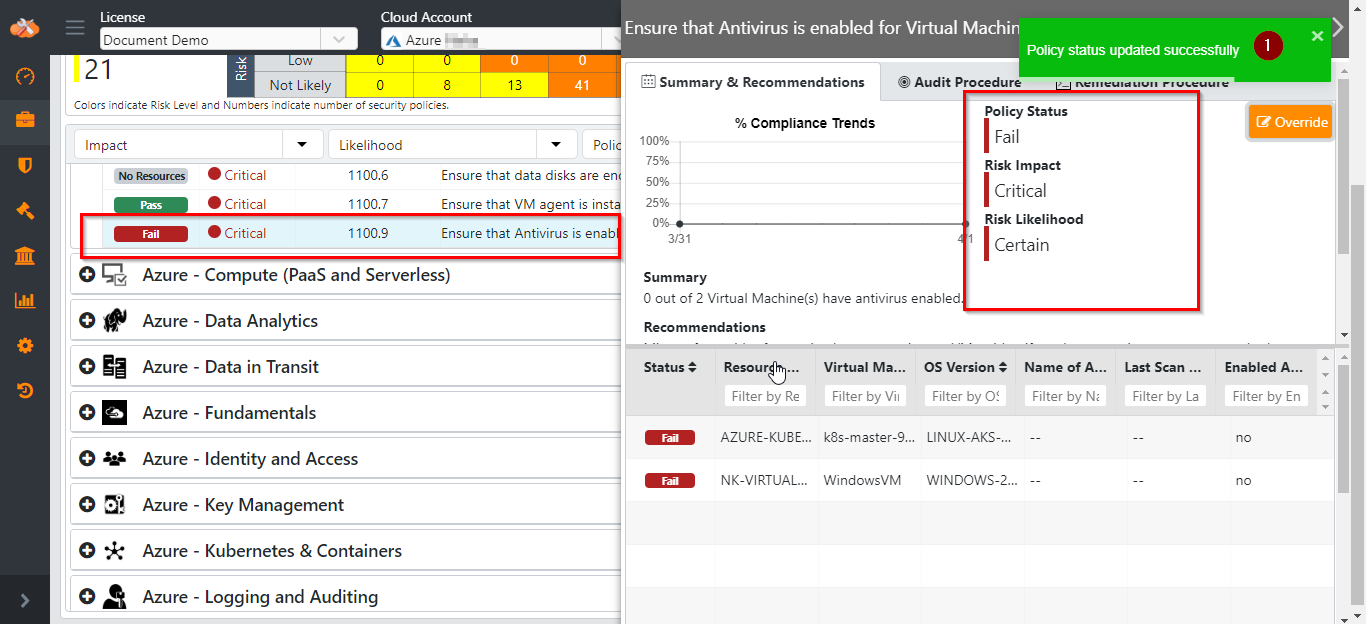 License
Document Demo
Cloud Account
Azure
21
Risk
Low 0 0 0 0
Not Likely 0 8 13 41
Colors indicate Risk Level and Numbers indicate number of security policies.
Impact
Likelihood
No Resources Critical 1100.6 Ensure that data disks are
Pass Critical 1100.7 Ensure that VM agent is
Fail Critical 1100.9 Ensure that Antivirus is
Azure - Compute (PaaS and Serverless)
Azure - Data Analytics
Azure - Data in Transit
Azure - Fundamentals
Azure - Identity and Access
Azure - Key Management
Azure - Kubernetes & Containers
Azure - Logging and Auditing
Ensure that Antivirus is enabled for Virtual
Policy status updated successfully 1
Summary & Recommendations
Audit Procedure
Remediation Procedure
% Compliance Trends
100%
75%
50%
25%
0%
3/31
4/1
Policy Status
Fail
Risk Impact
Critical
Risk Likelihood
Certain
Override
Summary
0 out of 2 Virtual Machine(s) have antivirus enabled.
Recommendations
Status Resour... Virtual Ma... OS Version Name of A... Last Scan ... Enabled A...
Filter by Re Filter by Vi Filter by OS Filter by Na Filter by La Filter by En
Fail AZURE-KUBE... k8s-master-9... LINUX-AKS-... -- -- no
Fail NK-VIRTUAL... WindowsVM WINDOWS-2... -- -- no